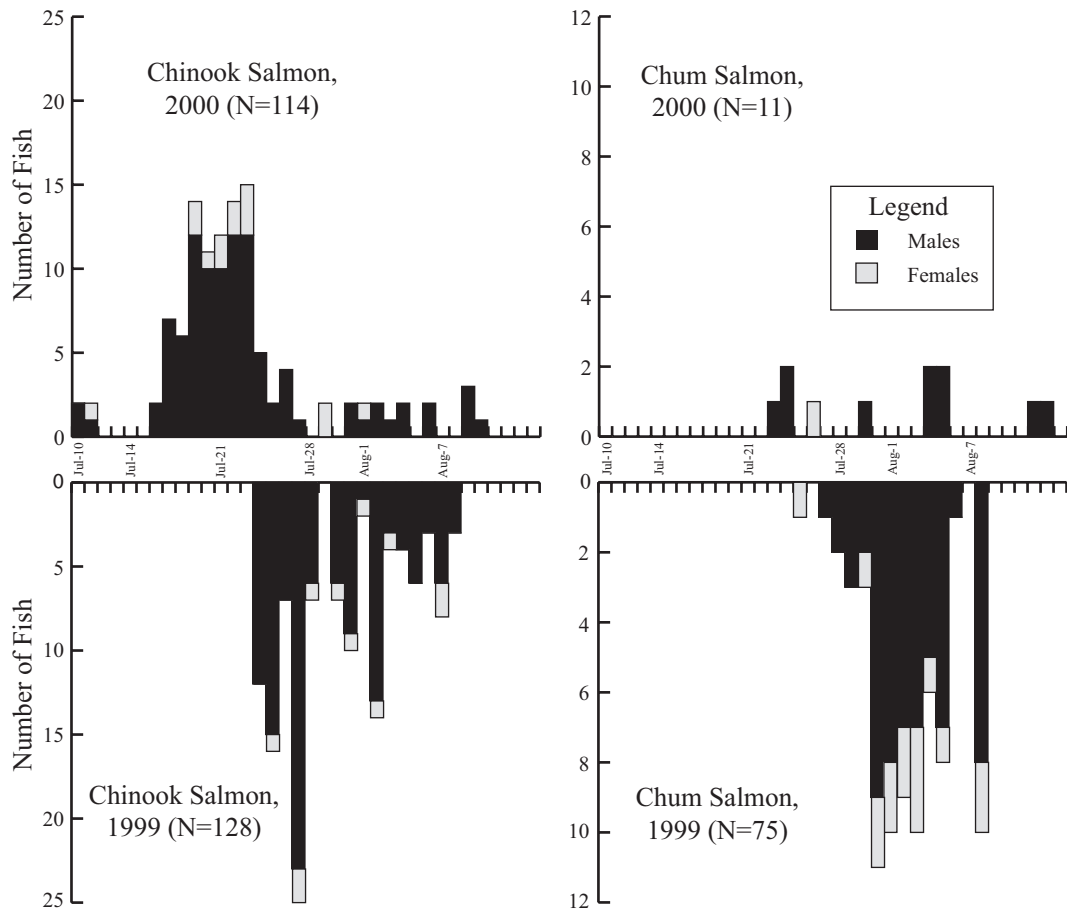 25
20
15
10
5
0
Number of Fish
Chinook Salmon,
2000 (N=114)
12
10
8
6
4
2
0
Chum Salmon,
2000 (N=11)
Legend
Males
Females
Jul-10
Jul-14
Jul-21
Jul-28
Aug-1
Aug-7
Jul-10
Jul-14
Jul-21
Jul-28
Aug-1
Aug-7
0
5
10
15
20
25
Number of Fish
Chinook Salmon,
1999 (N=128)
0
2
4
6
8
10
12
Chum Salmon,
1999 (N=75)